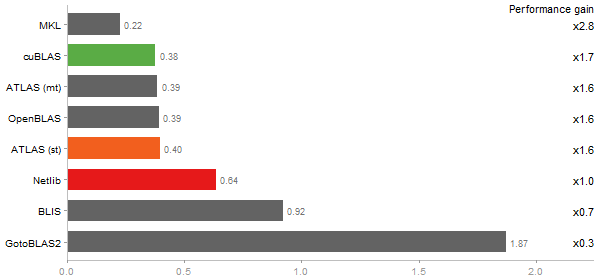 Performance gain
MKL 0.22 x2.8
cuBLAS 0.38 x1.7
ATLAS (mt) 0.39 x1.6
OpenBLAS 0.39 x1.6
ATLAS (st) 0.40 x1.6
Netlib 0.64 x1.0
BLIS 0.92 x0.7
GotoBLAS2 1.87 x0.3
0.0 0.5 1.0 1.5 2.0